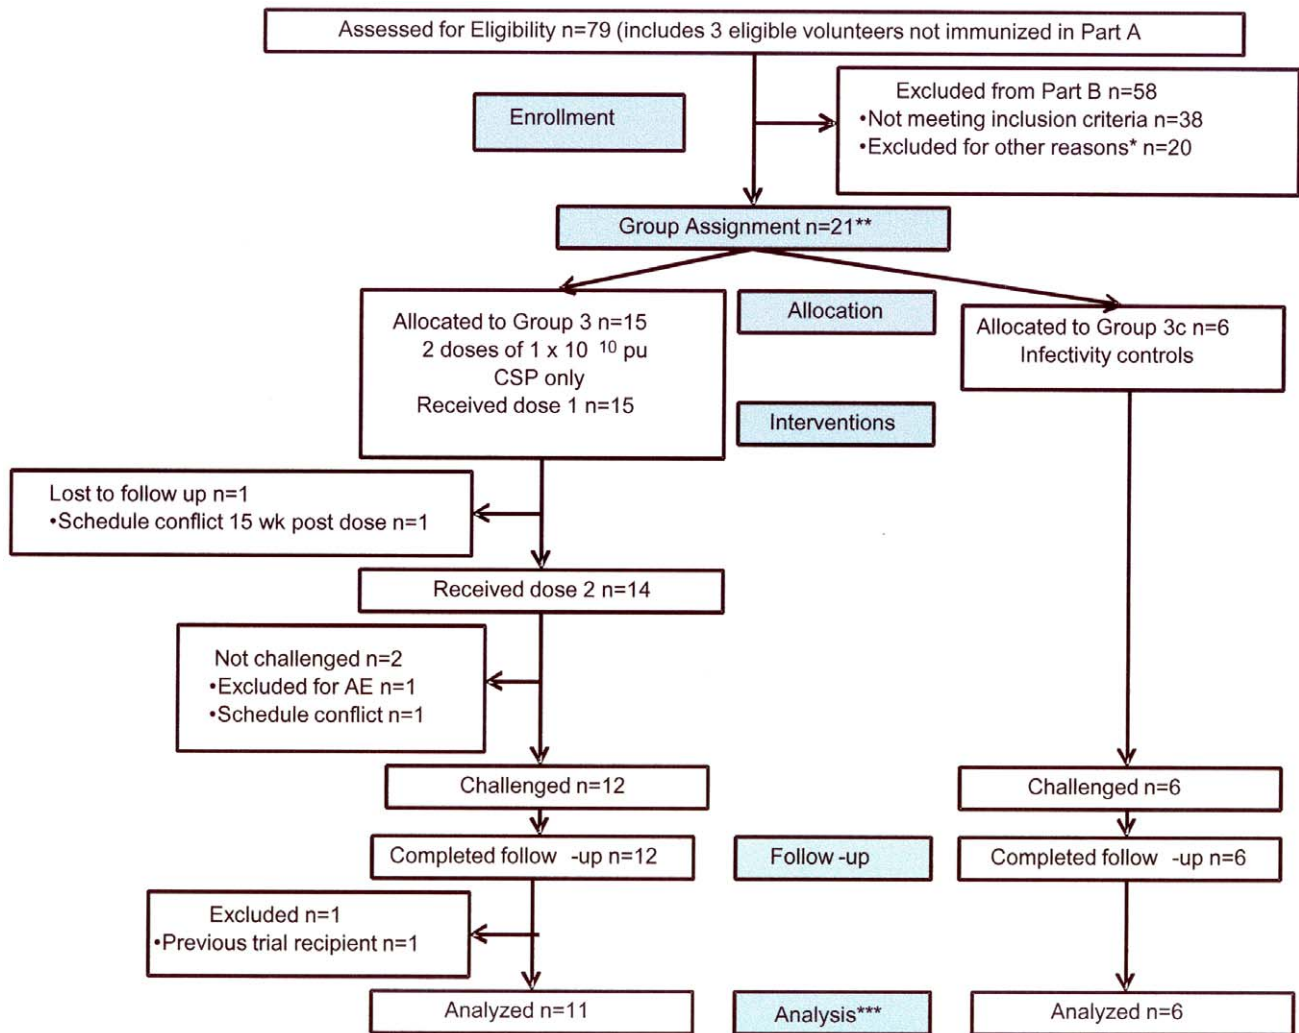 Assessed for Eligibility n=79 (includes 3 eligible volunteers not immunized in Part A
Enrollment
Excluded from Part B n=58
•Not meeting inclusion criteria n=38
•Excluded for other reasons* n=20
Group Assignment n=21**
Allocated to Group 3 n=15
2 doses of 1 x 10 10 pu
CSP only
Received dose 1 n=15
Allocation
Allocated to Group 3c n=6
Infectivity controls
Interventions
Lost to follow up n=1
•Schedule conflict 15 wk post dose n=1
Received dose 2 n=14
Not challenged n=2
•Excluded for AE n=1
•Schedule conflict n=1
Challenged n=12
Challenged n=6
Completed follow -up n=12
Follow -up
Completed follow -up n=6
Excluded n=1
•Previous trial recipient n=1
Analyzed n=11
Analysis***
Analyzed n=6